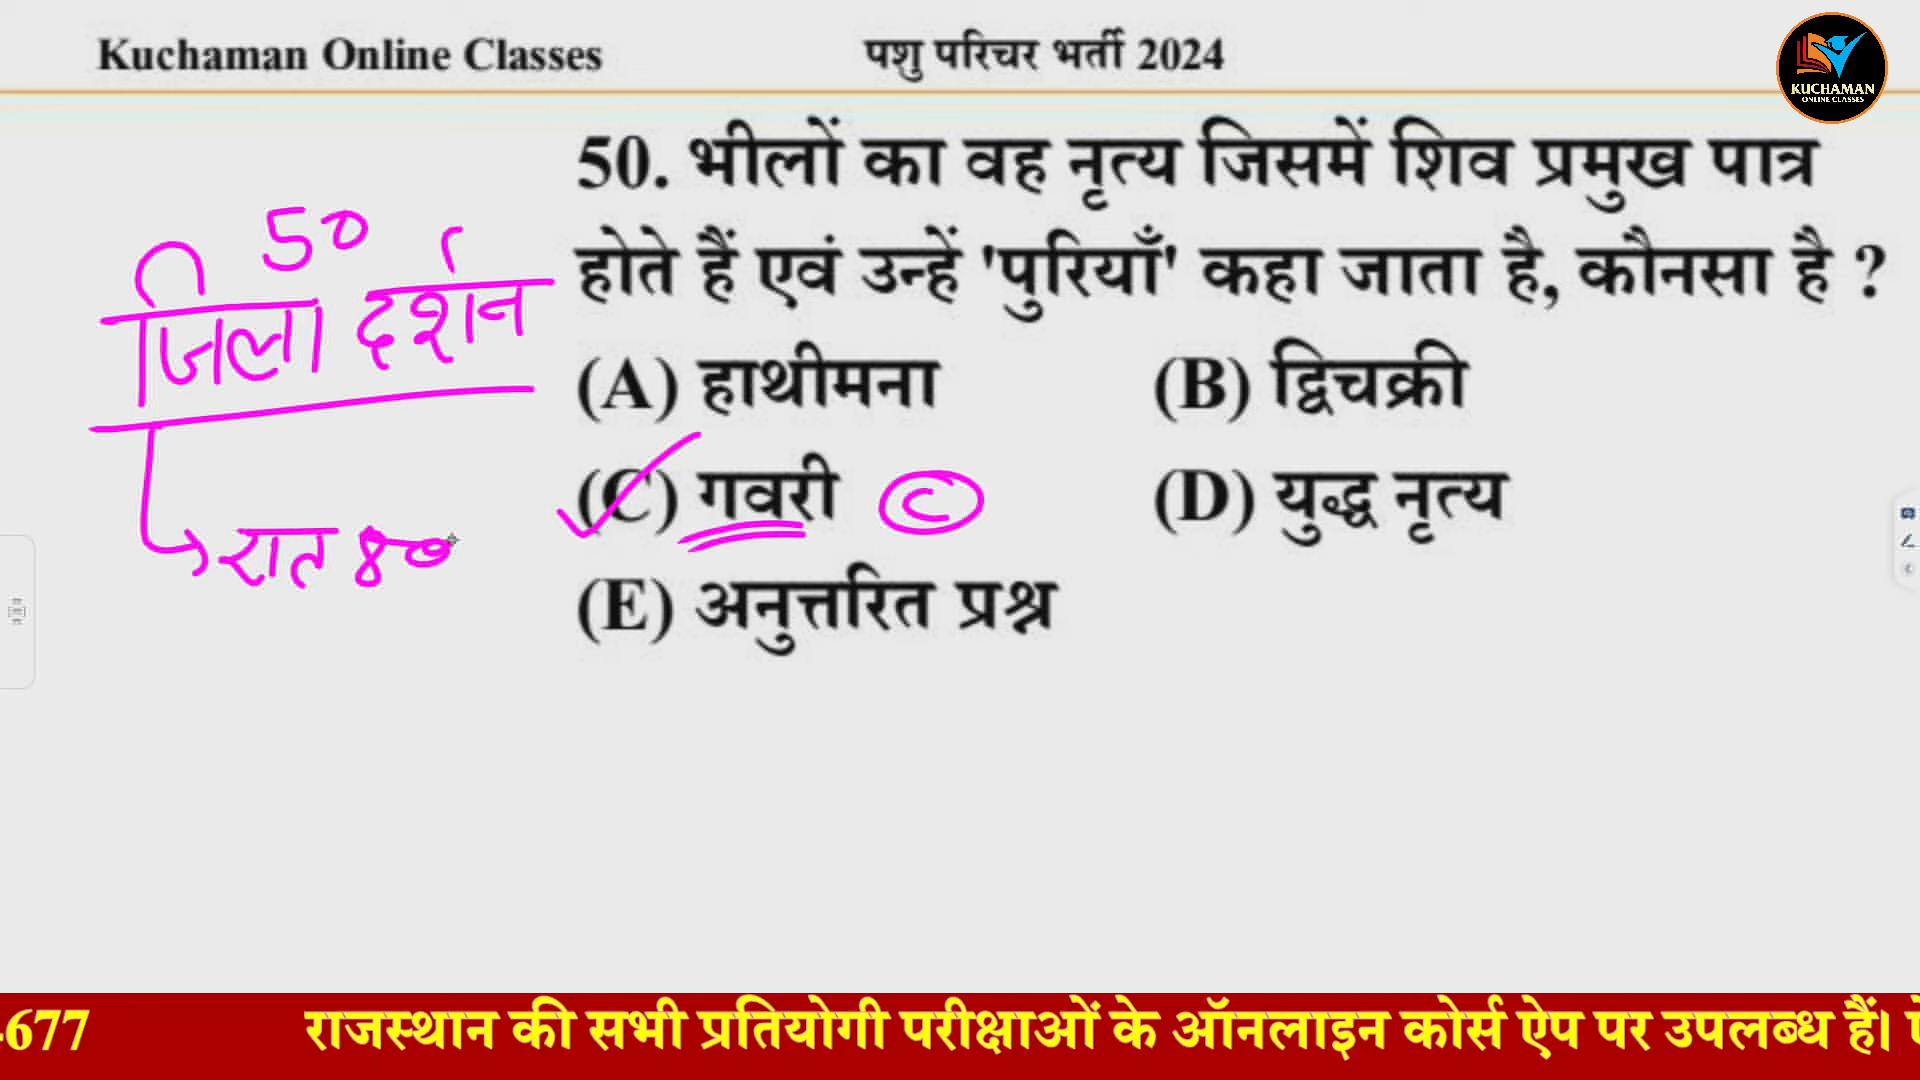 Kuchaman Online Classes
पशु परिचर भर्ती 2024
KUCHAMAN
ONLINE CLASSES
50. भीलों का वह नृत्य जिसमें शिव प्रमुख पात्र
होते हैं एवं उन्हें 'पुरियाँ' कहा जाता है, कौनसा है ?
(A) हाथीमना
(B) द्विचक्री
(C) गवरी
C
(D) युद्ध नृत्य
(E) अनुत्तरित प्रश्न
50
जिला दर्शन
रात 8
-677
राजस्थान की सभी प्रतियोगी परीक्षाओं के ऑनलाइन कोर्स ऐप पर उपलब्ध हैं।